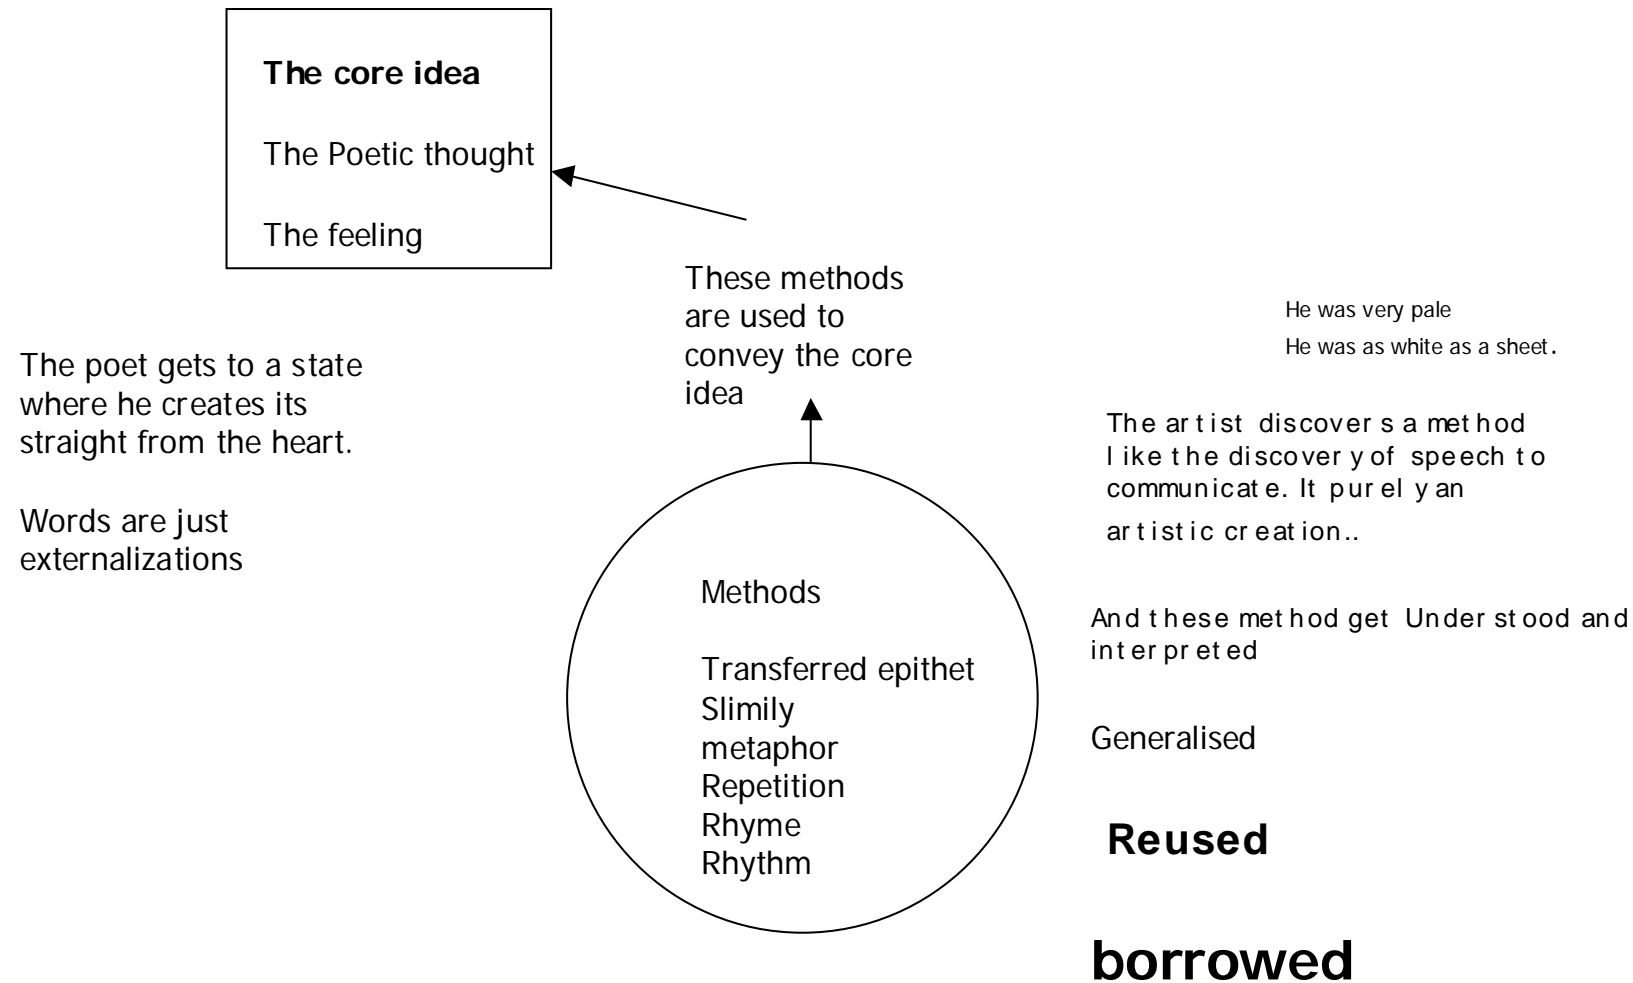 The core idea
The Poetic thought
The feeling
These methods
are used to
convey the core
idea
The poet gets to a state
where he creates its
straight from the heart.
Words are just
externalizations
Methods
Transferred epithet
Slimily
metaphor
Repetition
Rhyme
Rhythm
He was very pale
He was as white as a sheet.
The artist discovers a method
like the discovery of speech to
communicate. It purely an
artistic creation..
And these method get Understood and
interpreted
Generalised
Reused
borrowed